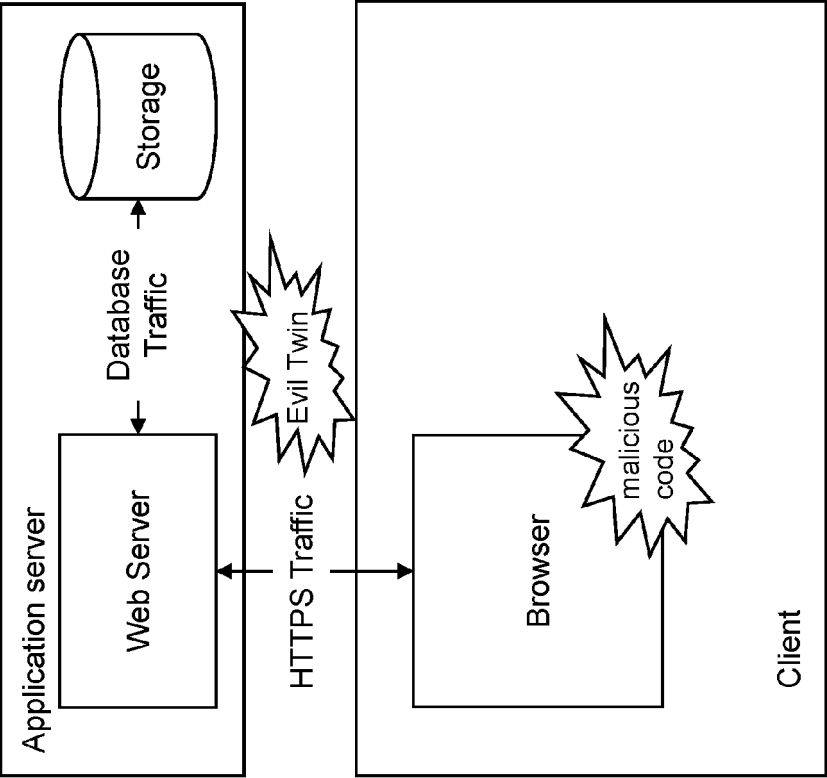 Application server
Web Server
Database
Traffic
Storage
HTTPS Traffic
Evil Twin
Browser
malicious
code
Client